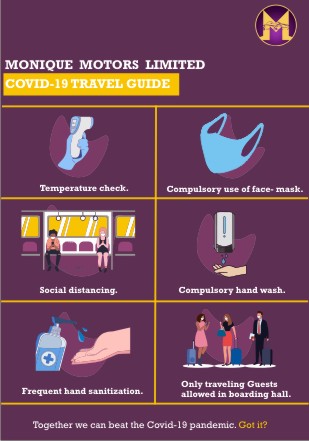 MONIQUE MOTORS LIMITED
COVID-19 TRAVEL GUIDE
Temperature check.
Compulsory use of face- mask.
Social distancing.
Compulsory hand wash.
Frequent hand sanitization.
Only traveling Guests
allowed in boarding hall.
Together we can beat the Covid-19 pandemic. Got it?